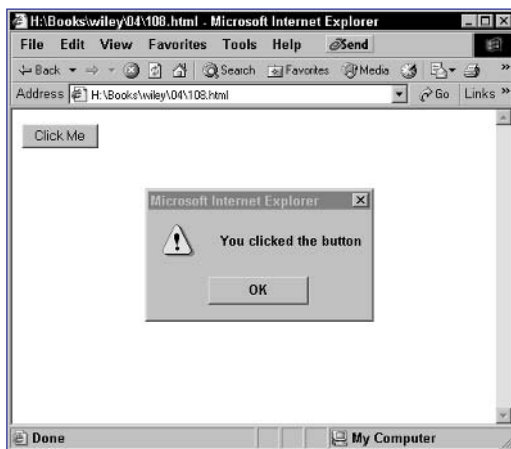 H:\Books\wiley\04\108.html - Microsoft Internet Explorer
File Edit View Favorites Tools Help Send
Back Search Favorites Media »
Address H:\Books\wiley\04\108.html Go Links »
Click Me
Microsoft Internet Explorer
You clicked the button
OK
Done My Computer